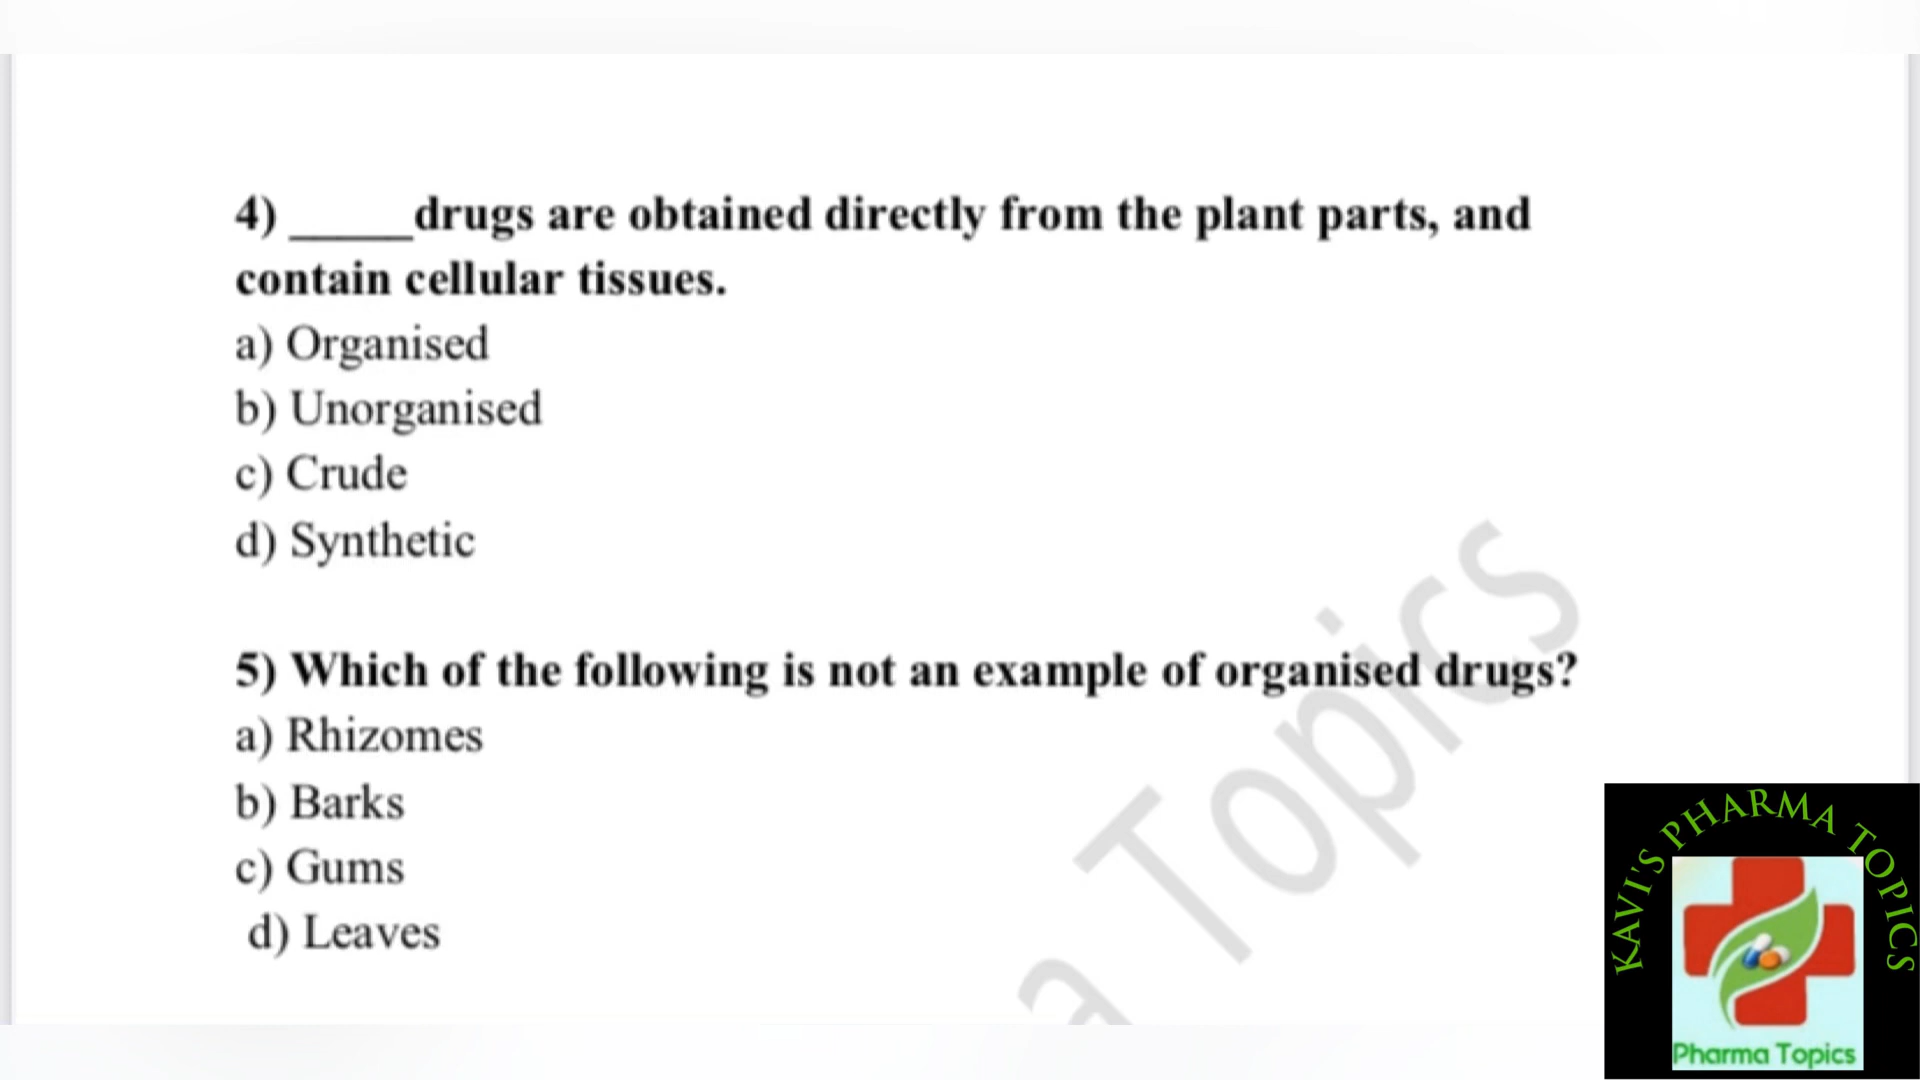 4) _____drugs are obtained directly from the plant parts, and
contain cellular tissues.
a) Organised
b) Unorganised
c) Crude
d) Synthetic
5) Which of the following is not an example of organised drugs?
a) Rhizomes
b) Barks
c) Gums
d) Leaves
a Topics
KAVI'S PHARMA TOPICS
Pharma Topics